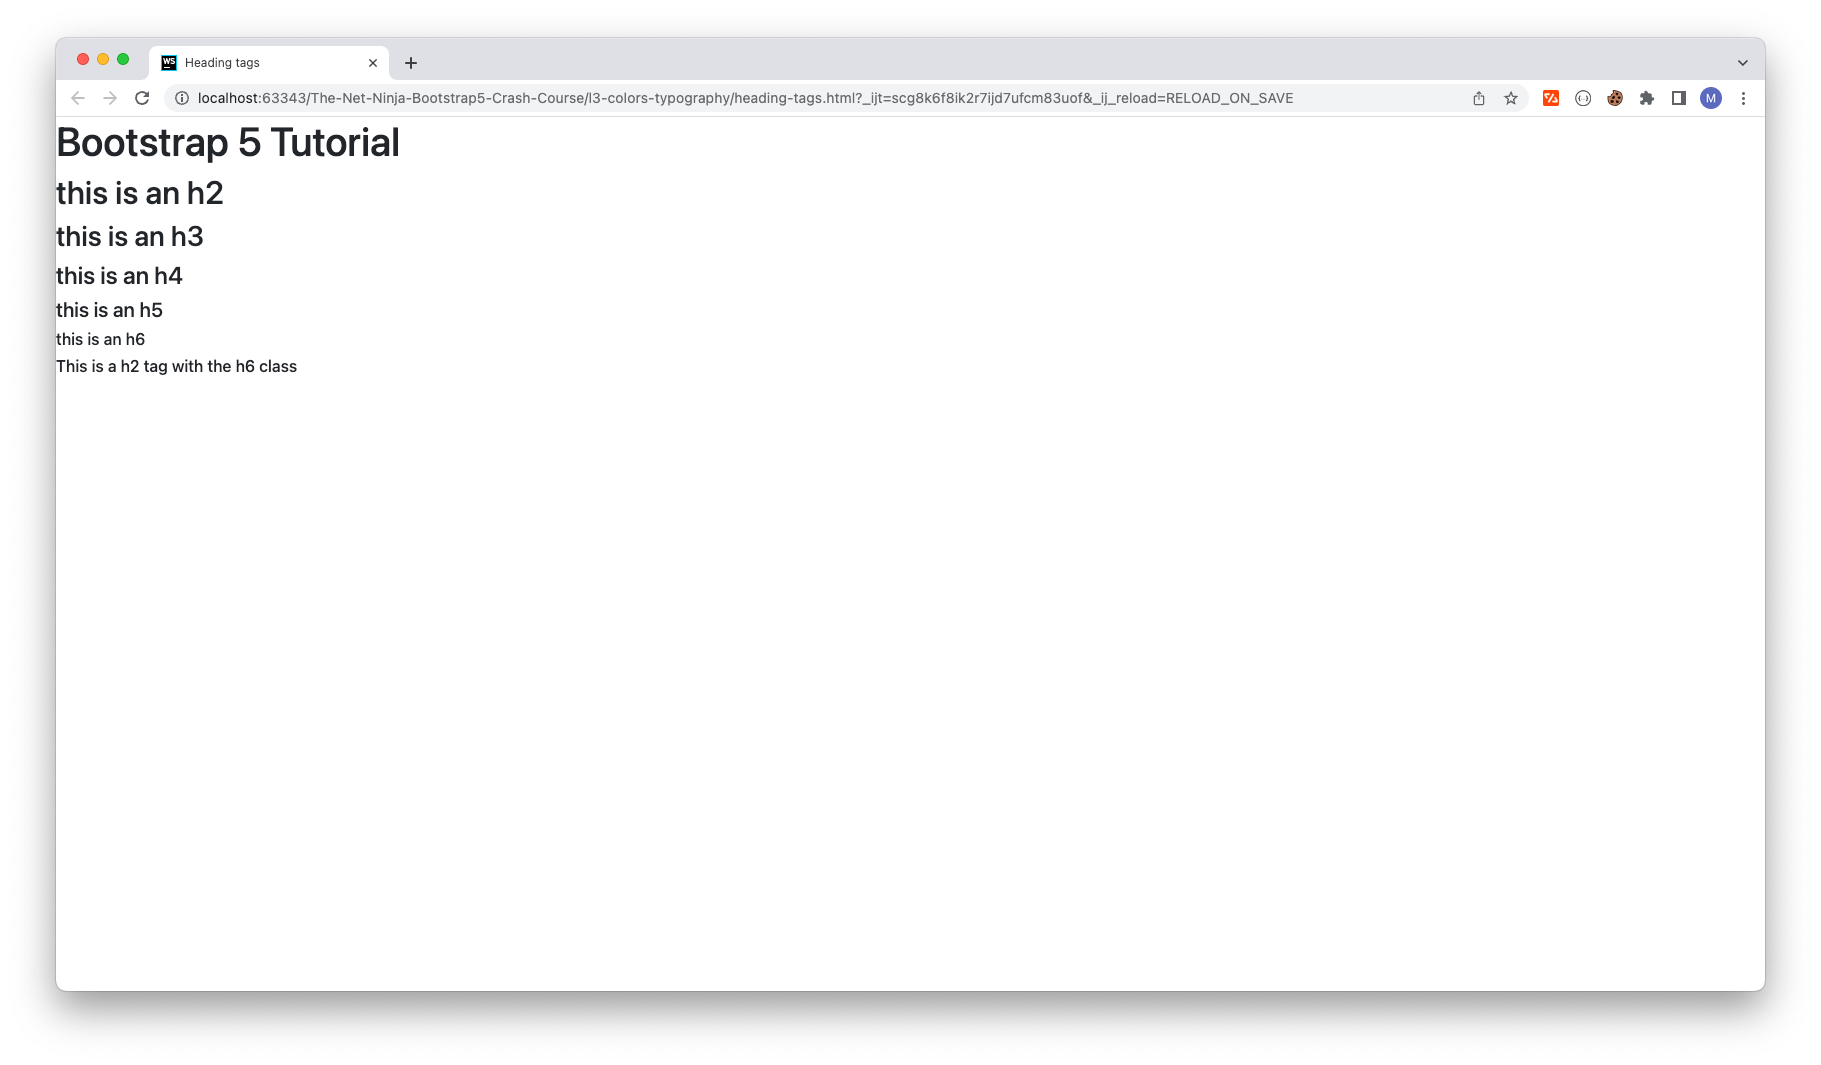 WS
Heading tags
localhost:63343/The-Net-Ninja-Bootstrap5-Crash-Course/l3-colors-typography/heading-tags.html?_ijt=scg8k6f8ik2r7ijd7ufcm83uof&_ij_reload=RELOAD_ON_SAVE
M
Bootstrap 5 Tutorial
this is an h2
this is an h3
this is an h4
this is an h5
this is an h6
This is a h2 tag with the h6 class